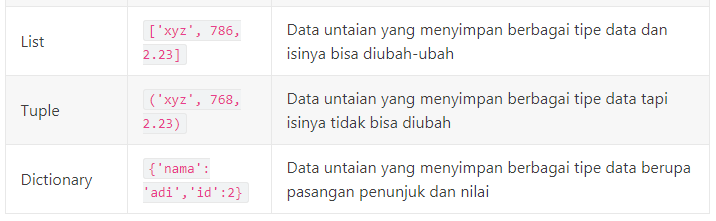 List
['xyz', 786,
2.23]
Data untaian yang menyimpan berbagai tipe data dan
isinya bisa diubah-ubah
Tuple
('xyz', 768,
2.23)
Data untaian yang menyimpan berbagai tipe data tapi
isinya tidak bisa diubah
Dictionary
{'nama':
'adi','id':2}
Data untaian yang menyimpan berbagai tipe data berupa
pasangan penunjuk dan nilai